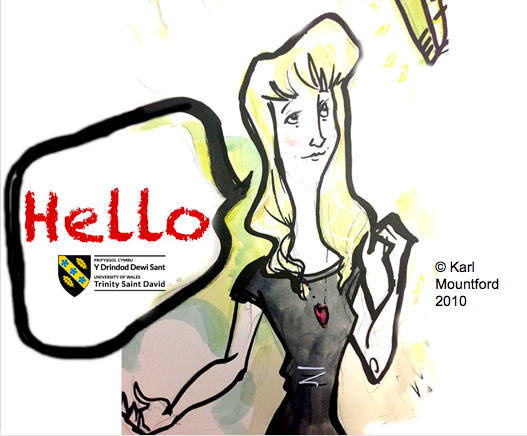 Hello
PRIFYSGOL CYMRU
Y Drindod Dewi Sant
UNIVERSITY OF WALES
Trinity Saint David
© Karl
Mountford
2010